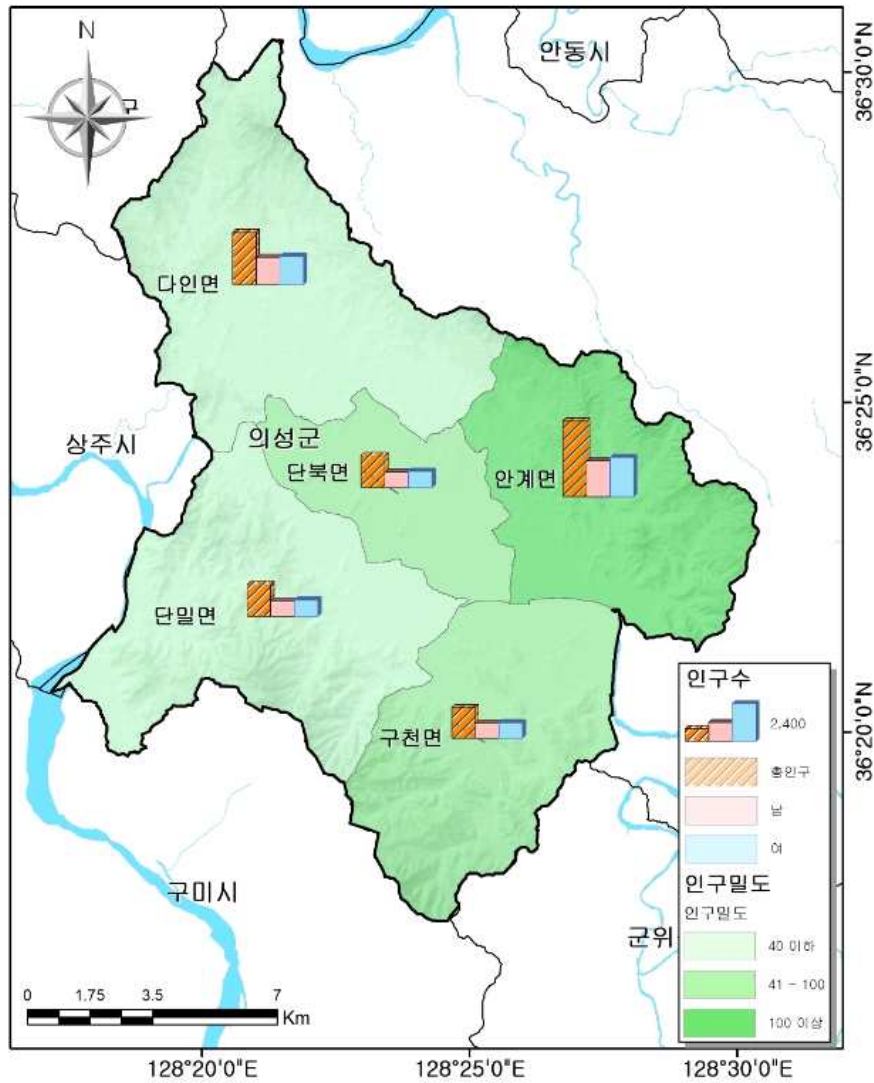 N
구
안동시
36°30'0"N
다인면
36°25'0"N
상주시
의성군
단북면
안계면
단밀면
인구수
2,400
총인구
남
여
구천면
36°20'0"N
구미시
군위
인구밀도
인구밀도
40 이하
41 - 100
100 이상
0 1.75 3.5 7
Km
128°20'0"E 128°25'0"E 128°30'0"E